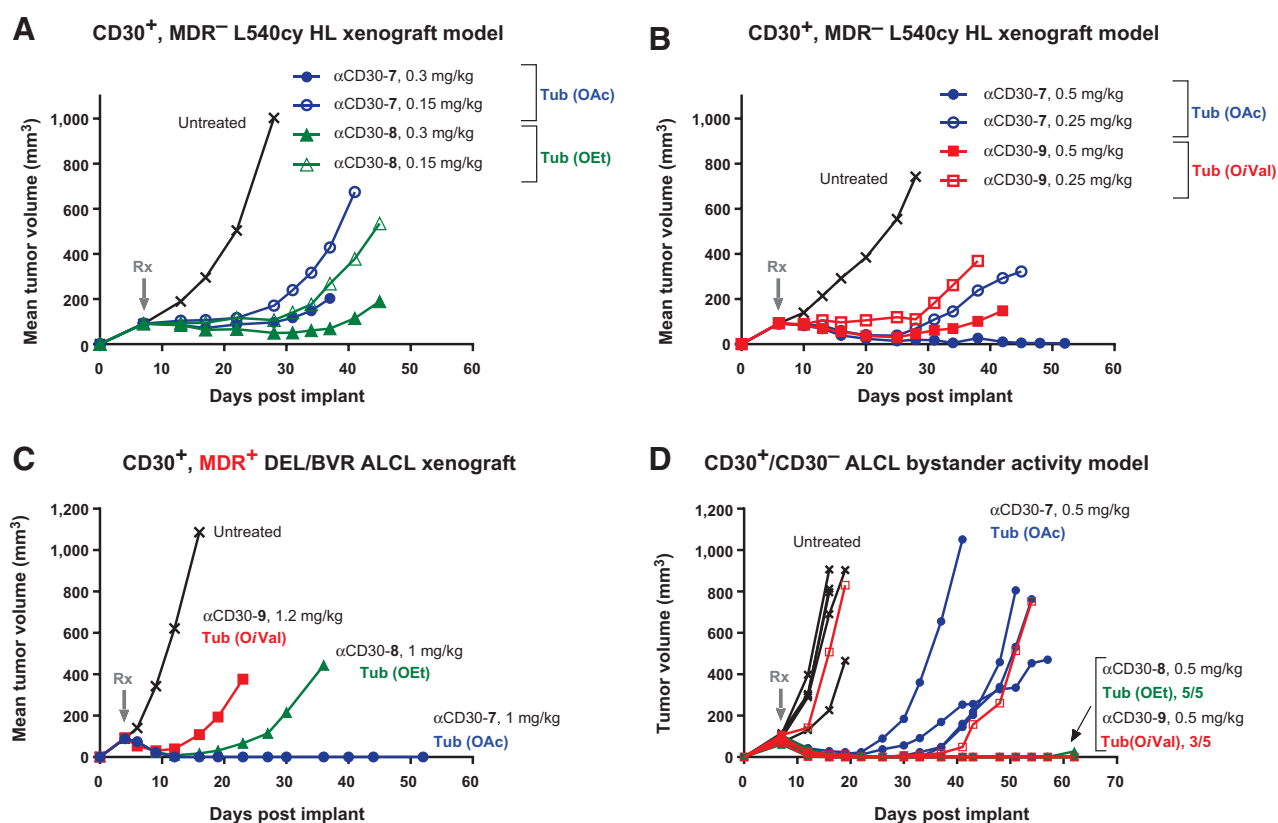 A
CD30+, MDR– L540cy HL xenograft model
αCD30-7, 0.3 mg/kg
αCD30-7, 0.15 mg/kg
Tub (OAc)
αCD30-8, 0.3 mg/kg
αCD30-8, 0.15 mg/kg
Tub (OEt)
Untreated
Rx
Mean tumor volume (mm3)
1,000
800
600
400
200
0
0 10 20 30 40 50 60
Days post implant
B
CD30+, MDR– L540cy HL xenograft model
αCD30-7, 0.5 mg/kg
αCD30-7, 0.25 mg/kg
Tub (OAc)
αCD30-9, 0.5 mg/kg
αCD30-9, 0.25 mg/kg
Tub (OiVal)
Untreated
Rx
Mean tumor volume (mm3)
1,000
800
600
400
200
0
0 10 20 30 40 50 60
Days post implant
C
CD30+, MDR+ DEL/BVR ALCL xenograft
Untreated
αCD30-9, 1.2 mg/kg
Tub (OiVal)
αCD30-8, 1 mg/kg
Tub (OEt)
αCD30-7, 1 mg/kg
Tub (OAc)
Rx
Mean tumor volume (mm3)
1,200
1,000
800
600
400
200
0
0 10 20 30 40 50 60
Days post implant
D
CD30+/CD30– ALCL bystander activity model
αCD30-7, 0.5 mg/kg
Tub (OAc)
Untreated
αCD30-8, 0.5 mg/kg
Tub (OEt), 5/5
αCD30-9, 0.5 mg/kg
Tub(OiVal), 3/5
Rx
Tumor volume (mm3)
1,200
1,000
800
600
400
200
0
0 10 20 30 40 50 60 70
Days post implant